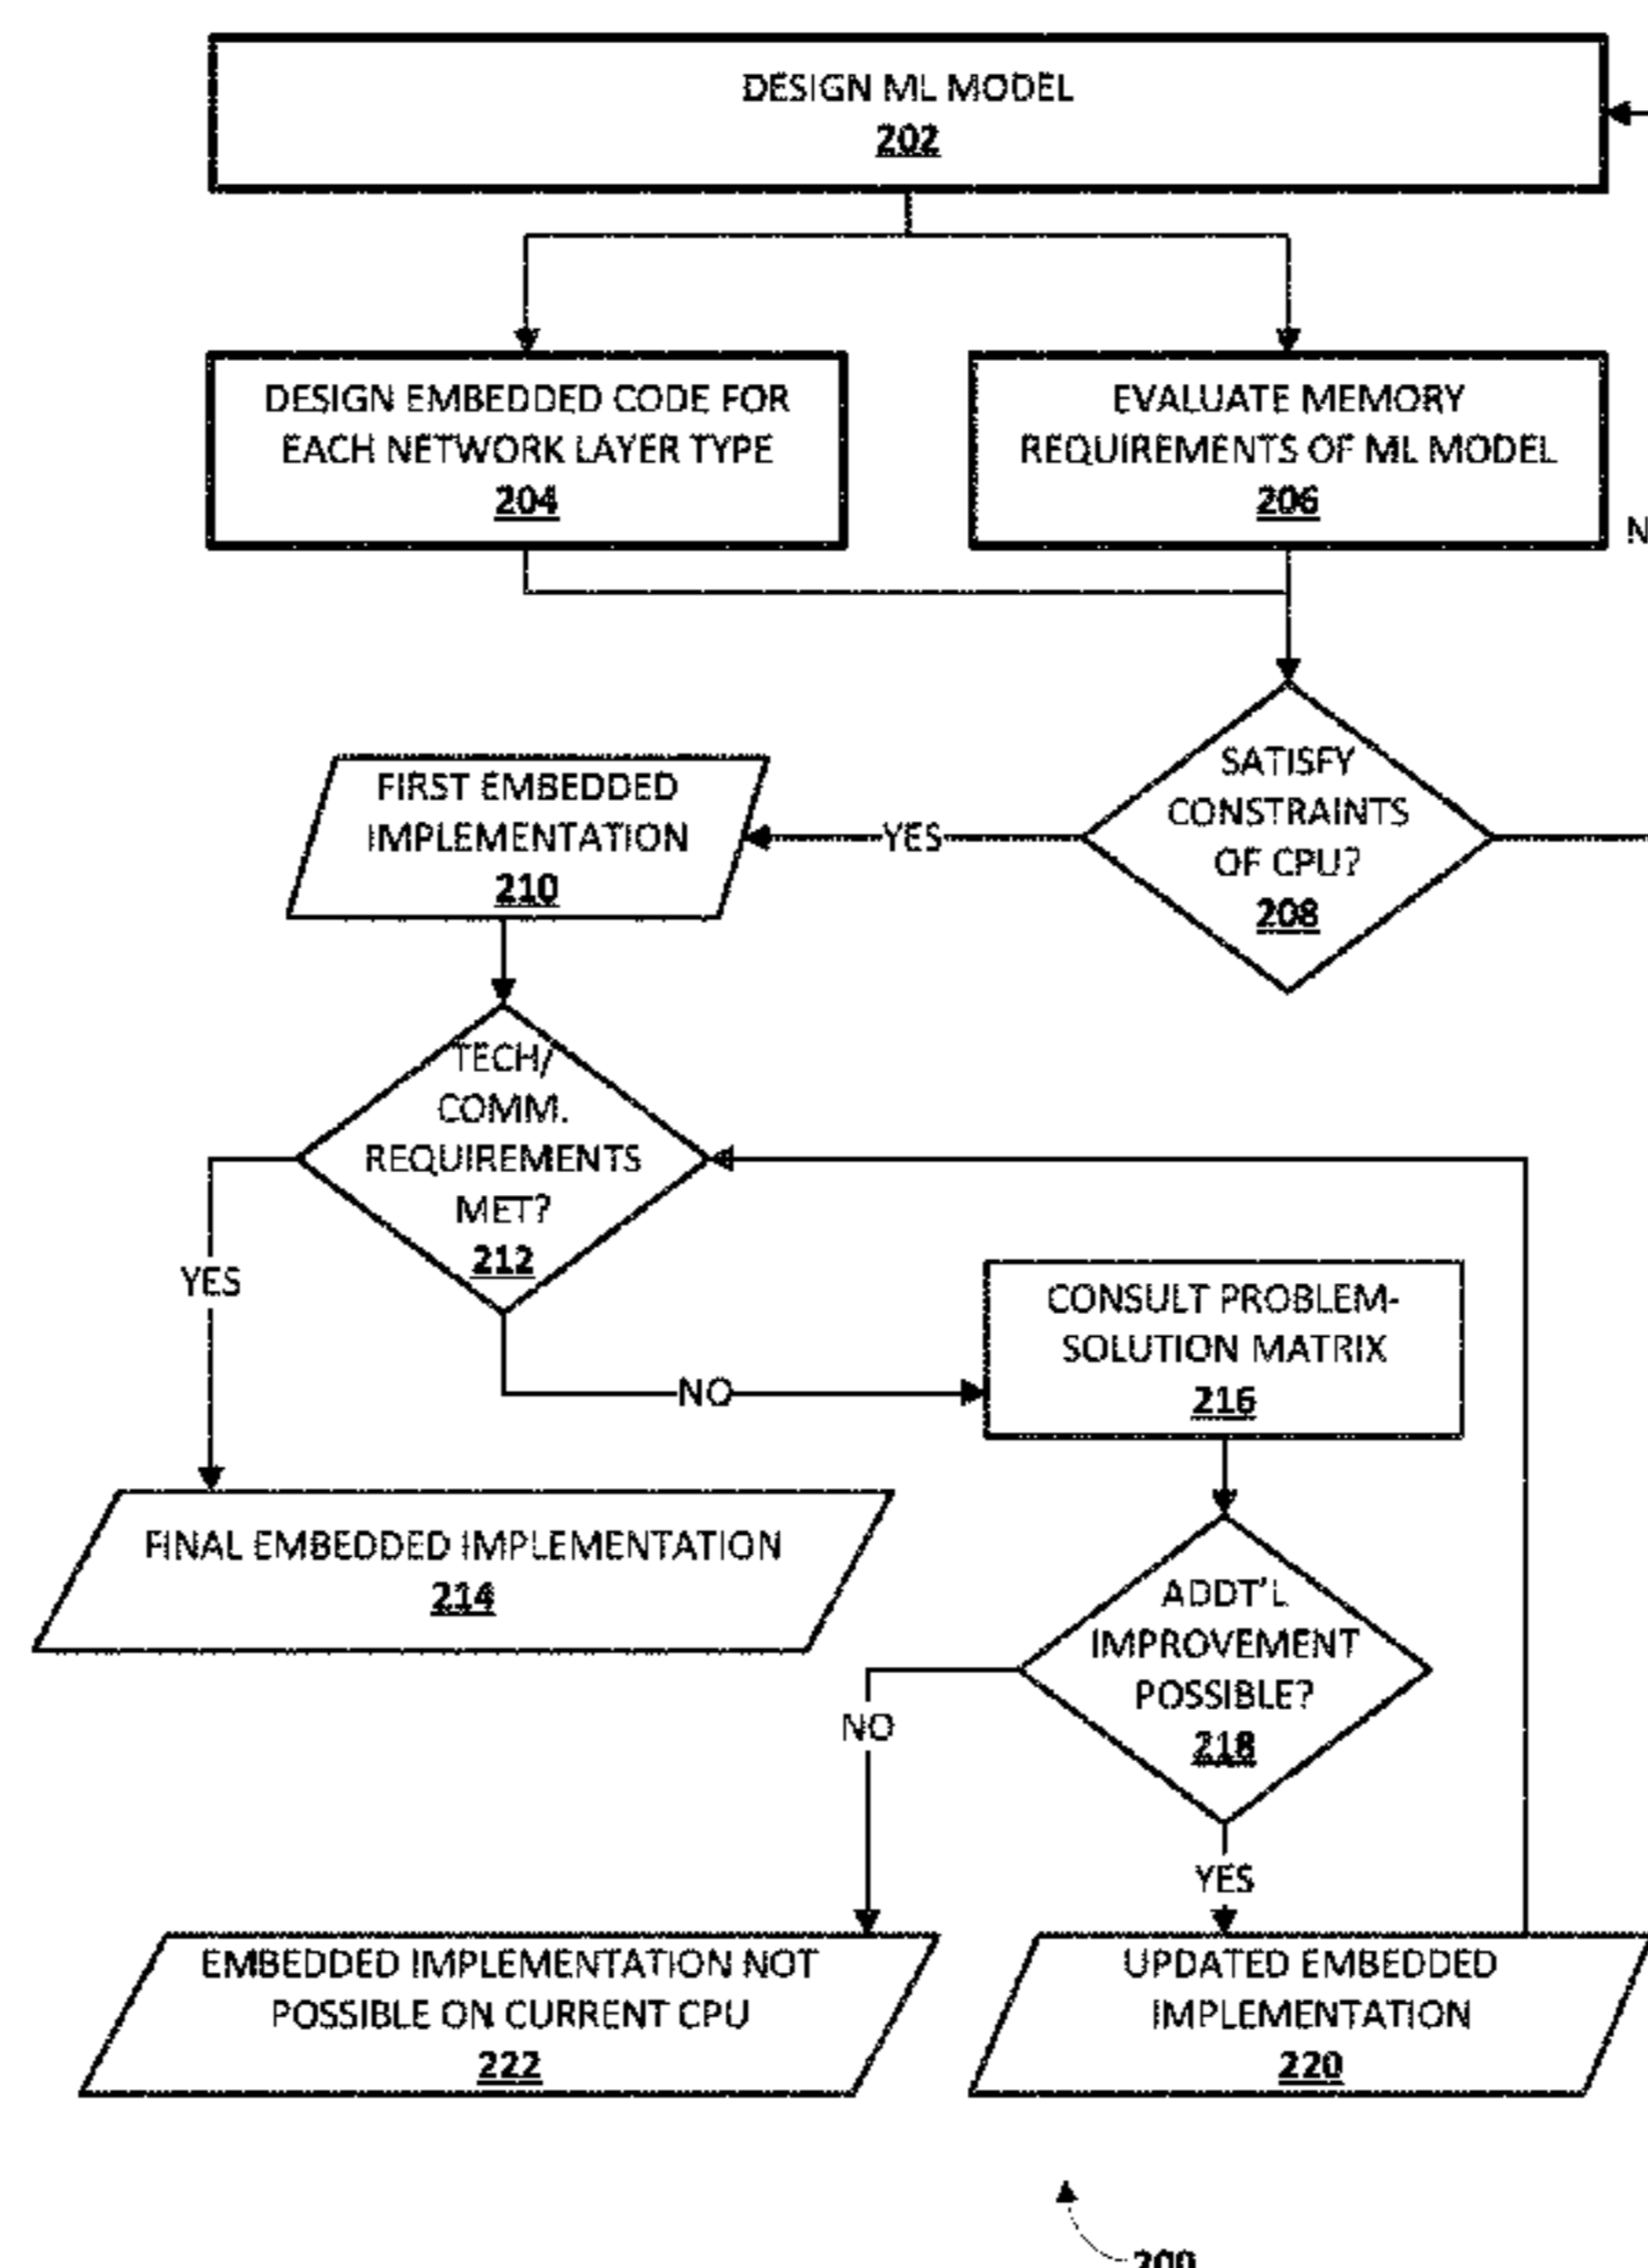 DESIGN ML MODEL
202
DESIGN EMBEDDED CODE FOR
EACH NETWORK LAYER TYPE
204
EVALUATE MEMORY
REQUIREMENTS OF ML MODEL
206
N
SATISFY
CONSTRAINTS
OF CPU?
208
YES
FIRST EMBEDDED
IMPLEMENTATION
210
TECH/
COMM.
REQUIREMENTS
MET?
212
YES
NO
CONSULT PROBLEM-
SOLUTION MATRIX
216
FINAL EMBEDDED IMPLEMENTATION
214
ADDT'L
IMPROVEMENT
POSSIBLE?
218
NO
YES
EMBEDDED IMPLEMENTATION NOT
POSSIBLE ON CURRENT CPU
222
UPDATED EMBEDDED
IMPLEMENTATION
220
200